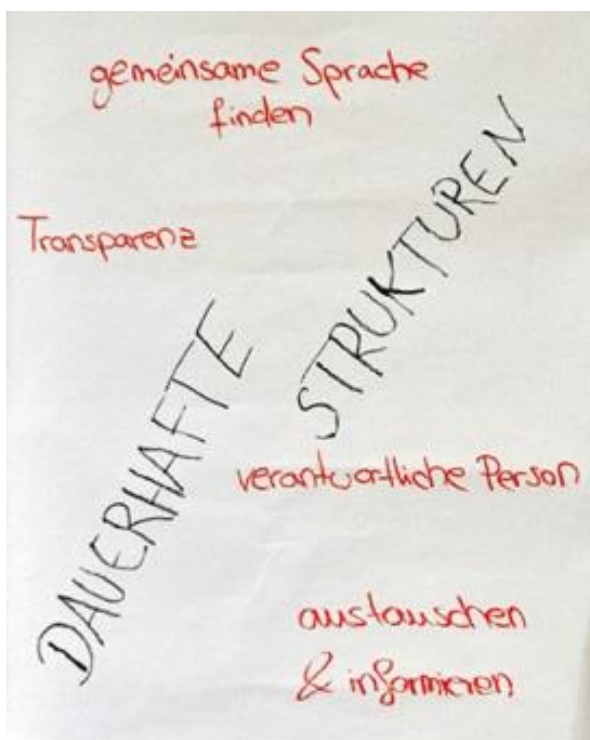 gemeinsame Sprache
finden
Transparenz
DAUERHAFTE
STRUKTUREN
verantwortliche Person
austauschen
& informieren